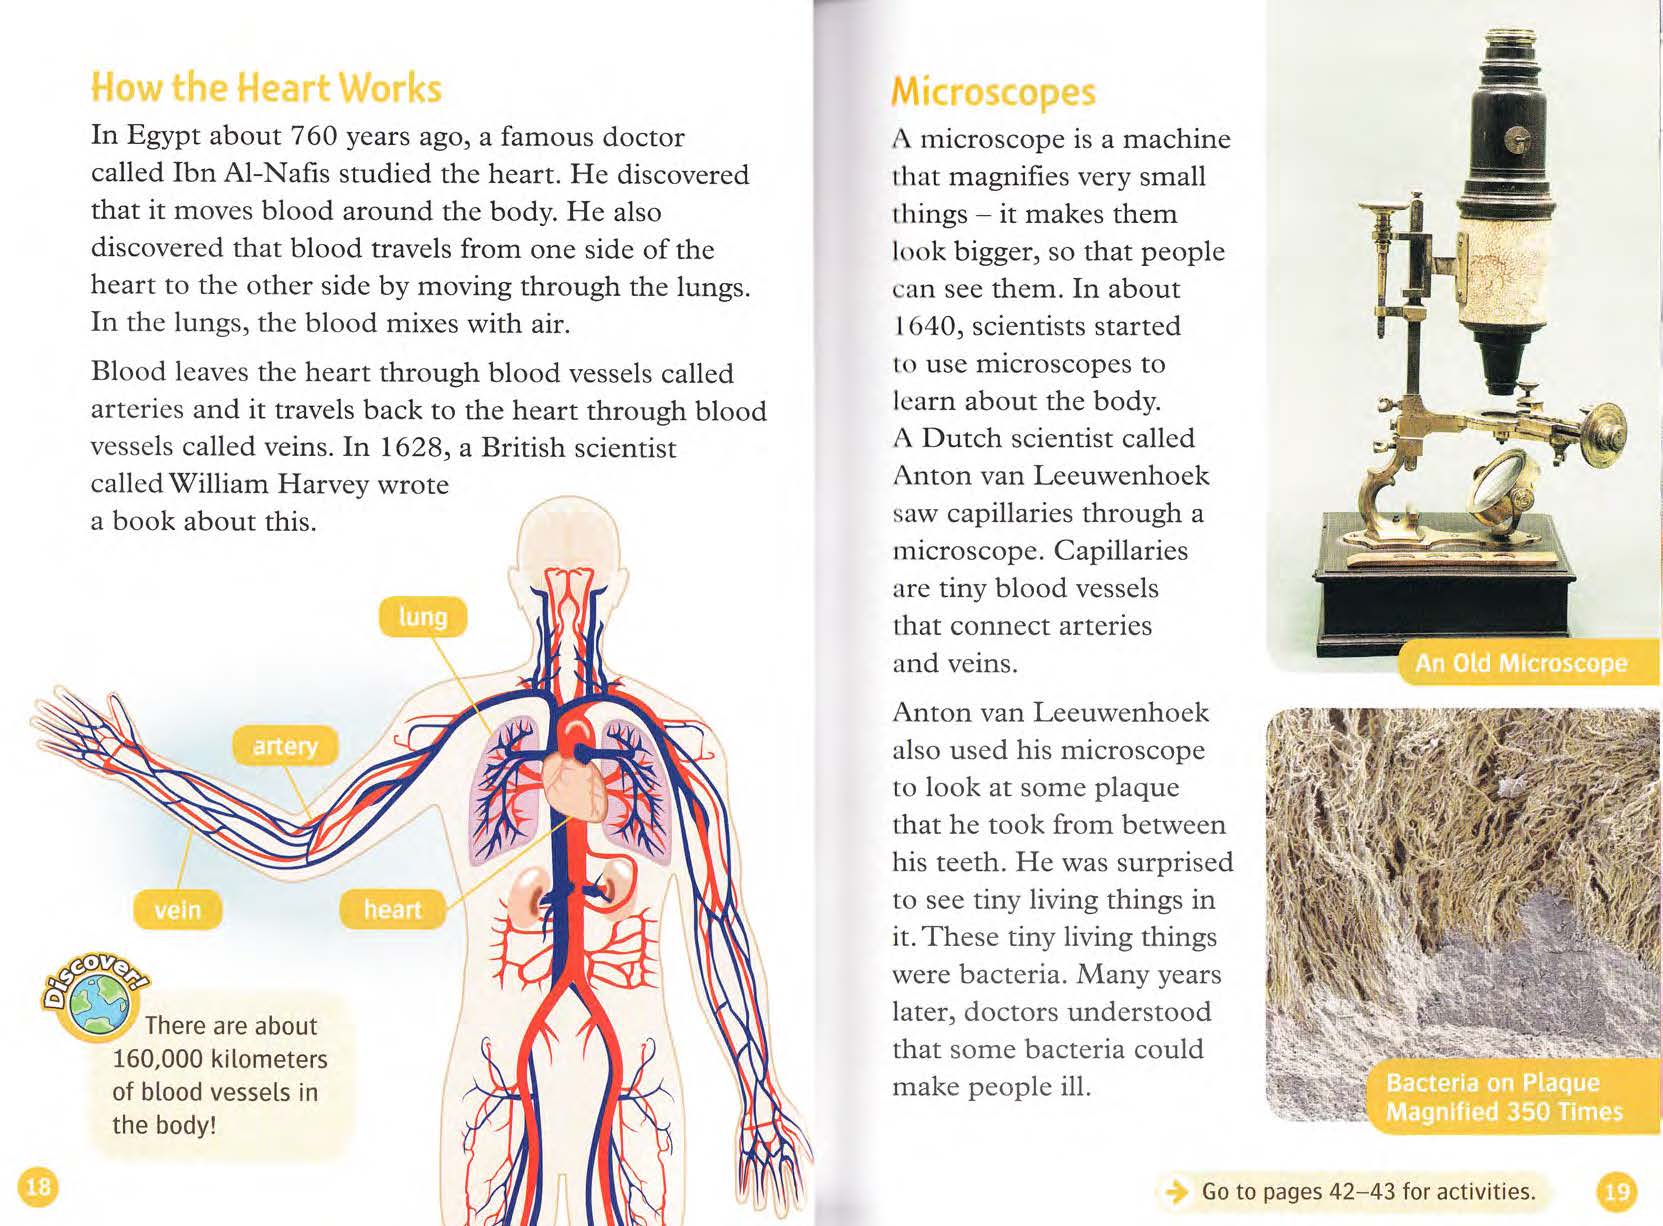 How the Heart Works
In Egypt about 760 years ago, a famous doctor
called Ibn Al-Nafis studied the heart. He discovered
that it moves blood around the body. He also
discovered that blood travels from one side of the
heart to the other side by moving through the lungs.
In the lungs, the blood mixes with air.
Blood leaves the heart through blood vessels called
arteries and it travels back to the heart through blood
vessels called veins. In 1628, a British scientist
called William Harvey wrote
a book about this.
lung
artery
vein
heart
Discover!
There are about
160,000 kilometers
of blood vessels in
the body!
18
Microscopes
A microscope is a machine
that magnifies very small
things – it makes them
look bigger, so that people
can see them. In about
1640, scientists started
to use microscopes to
learn about the body.
A Dutch scientist called
Anton van Leeuwenhoek
saw capillaries through a
microscope. Capillaries
are tiny blood vessels
that connect arteries
and veins.
Anton van Leeuwenhoek
also used his microscope
to look at some plaque
that he took from between
his teeth. He was surprised
to see tiny living things in
it. These tiny living things
were bacteria. Many years
later, doctors understood
that some bacteria could
make people ill.
An Old Microscope
Bacteria on Plaque
Magnified 350 Times
Go to pages 42–43 for activities.
19